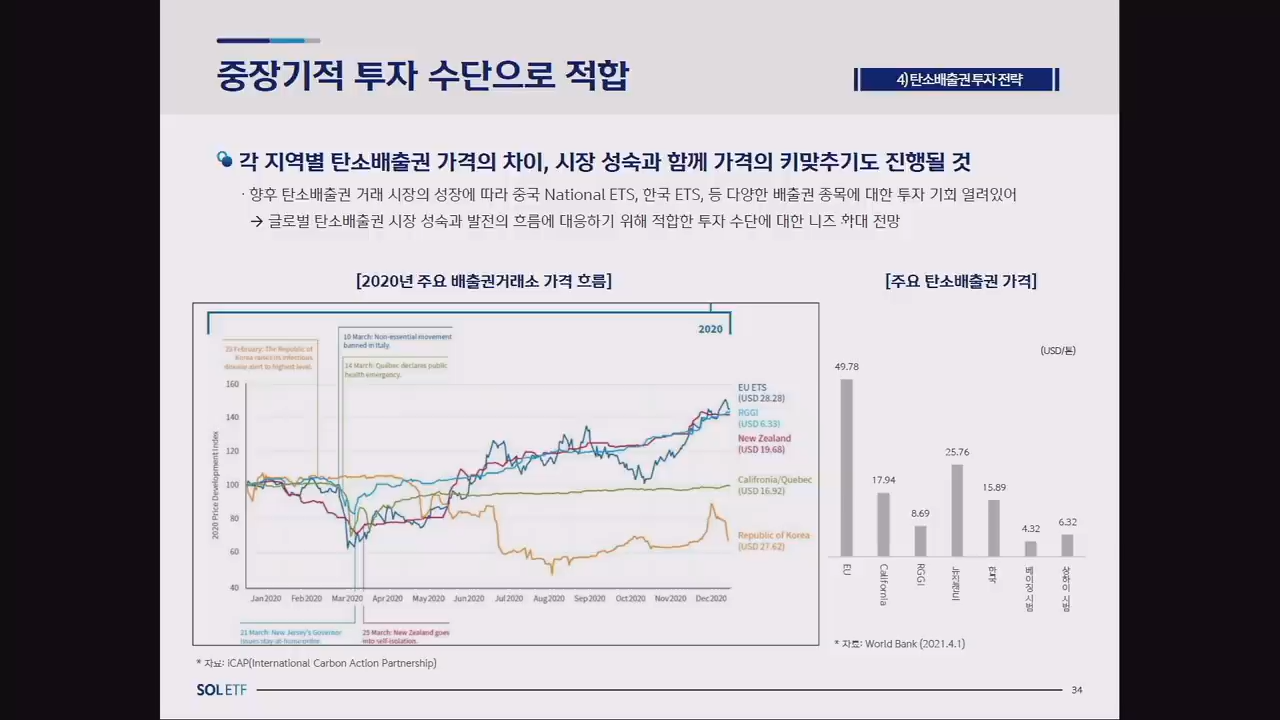 중장기적 투자 수단으로 적합
4) 탄소배출권 투자 전략
각 지역별 탄소배출권 가격의 차이, 시장 성숙과 함께 가격의 키맞추기도 진행될 것
· 향후 탄소배출권 거래 시장의 성장에 따라 중국 National ETS, 한국 ETS, 등 다양한 배출권 종목에 대한 투자 기회 열려있어
→ 글로벌 탄소배출권 시장 성숙과 발전의 흐름에 대응하기 위해 적합한 투자 수단에 대한 니즈 확대 전망
[2020년 주요 배출권거래소 가격 흐름]
2020
23 February: The Republic of
Korea raises its infectious
disease alert to highest level.
10 March: Non-essential movement
banned in Italy.
14 March: Québec declares public
health emergency.
2020 Price Development Index
160
140
120
100
80
60
40
Jan 2020
Feb 2020
Mar 2020
Apr 2020
May 2020
Jun 2020
Jul 2020
Aug 2020
Sep 2020
Oct 2020
Nov 2020
Dec 2020
EU ETS
(USD 28.28)
RGGI
(USD 6.33)
New Zealand
(USD 19.68)
Califronia/Quebec
(USD 16.92)
Republic of Korea
(USD 27.62)
21 March: New Jersey's Governor
issues stay-at-home order.
25 March: New Zealand goes
into self-isolation.
* 자료: iCAP(International Carbon Action Partnership)
[주요 탄소배출권 가격]
(USD/톤)
49.78
17.94
8.69
25.76
15.89
4.32
6.32
EU
California
RGGI
뉴질랜드
한국
베이징 시범
상하이 시범
* 자료: World Bank (2021.4.1)
SOL ETF
34